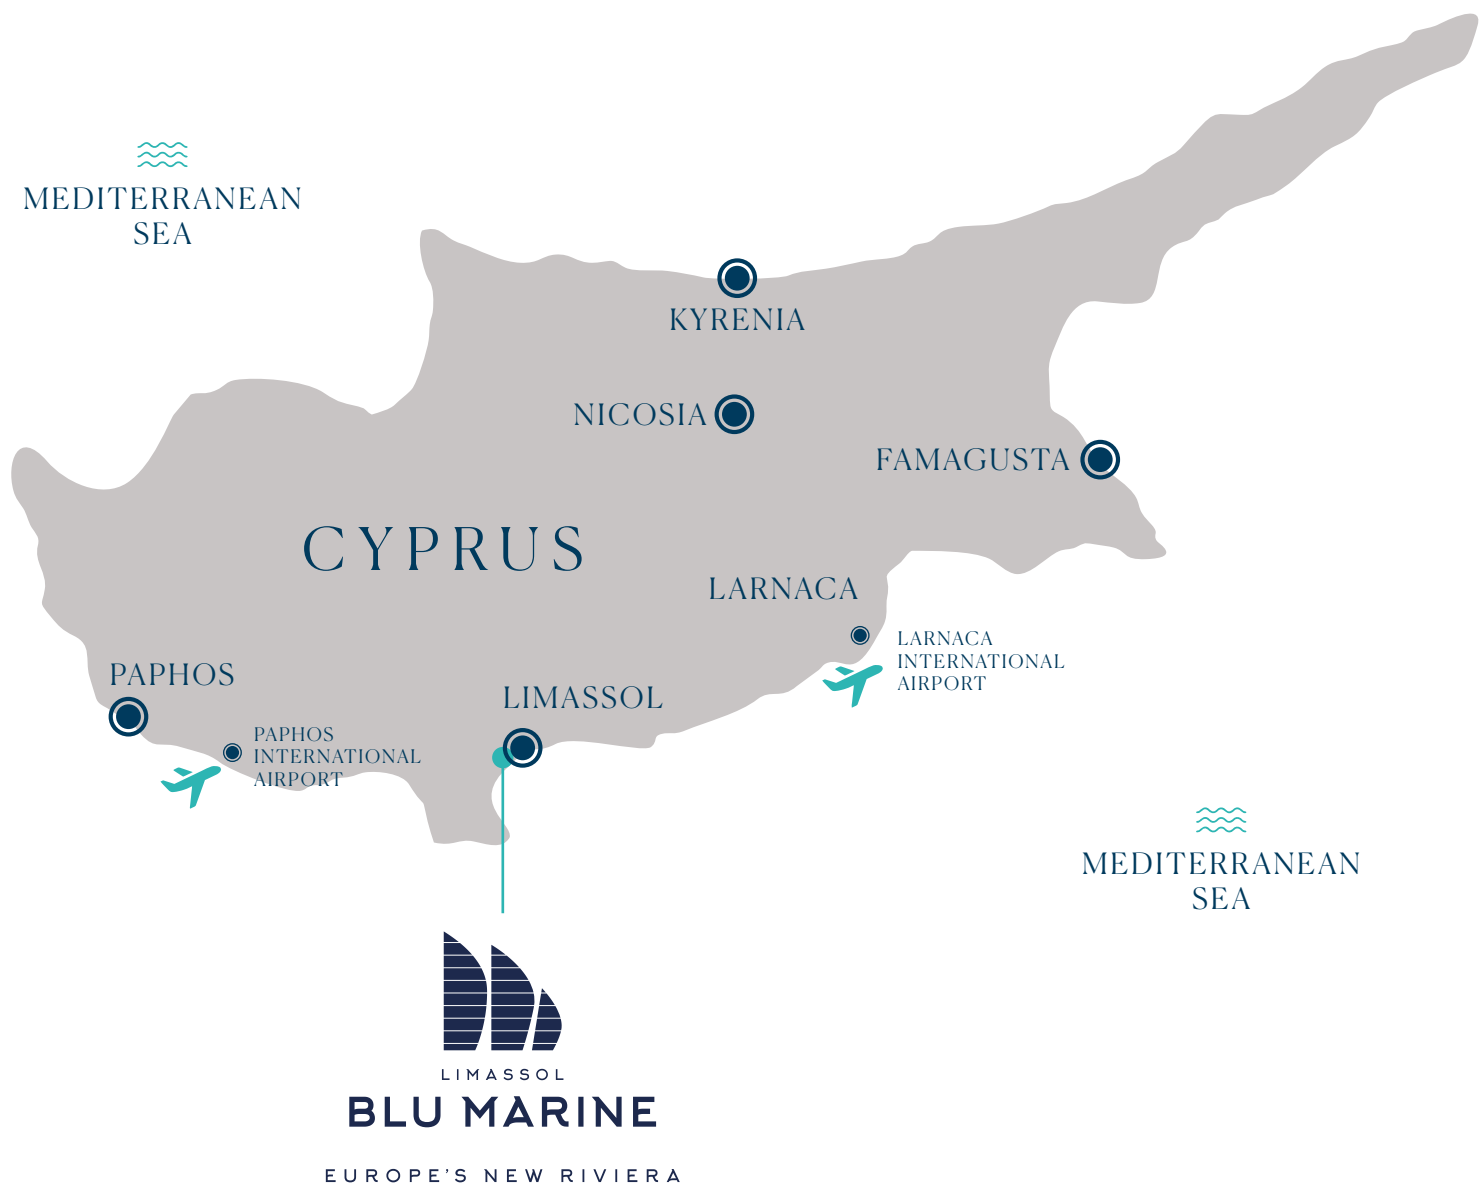 MEDITERRANEAN
SEA
KYRENIA
NICOSIA
FAMAGUSTA
CYPRUS
LARNACA
LARNACA
INTERNATIONAL
AIRPORT
PAPHOS
LIMASSOL
PAPHOS
INTERNATIONAL
AIRPORT
MEDITERRANEAN
SEA
LIMASSOL
BLU MARINE
EUROPE'S NEW RIVIERA